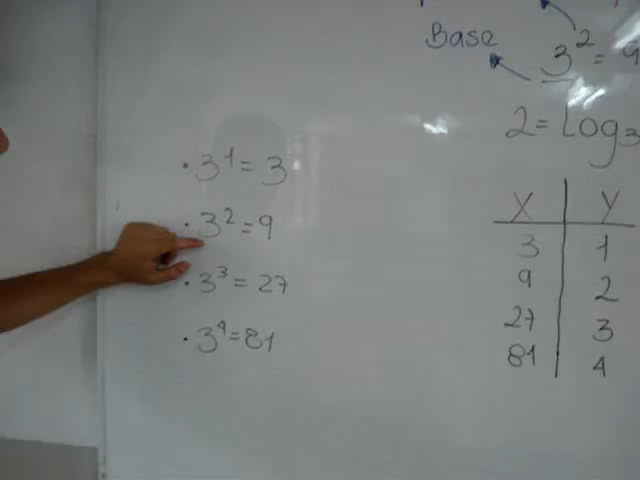 Base
3² = 9
2 = log₃
· 3¹ = 3
· 3² = 9
· 3³ = 27
· 3⁴ = 81
X Y
3 1
9 2
27 3
81 4